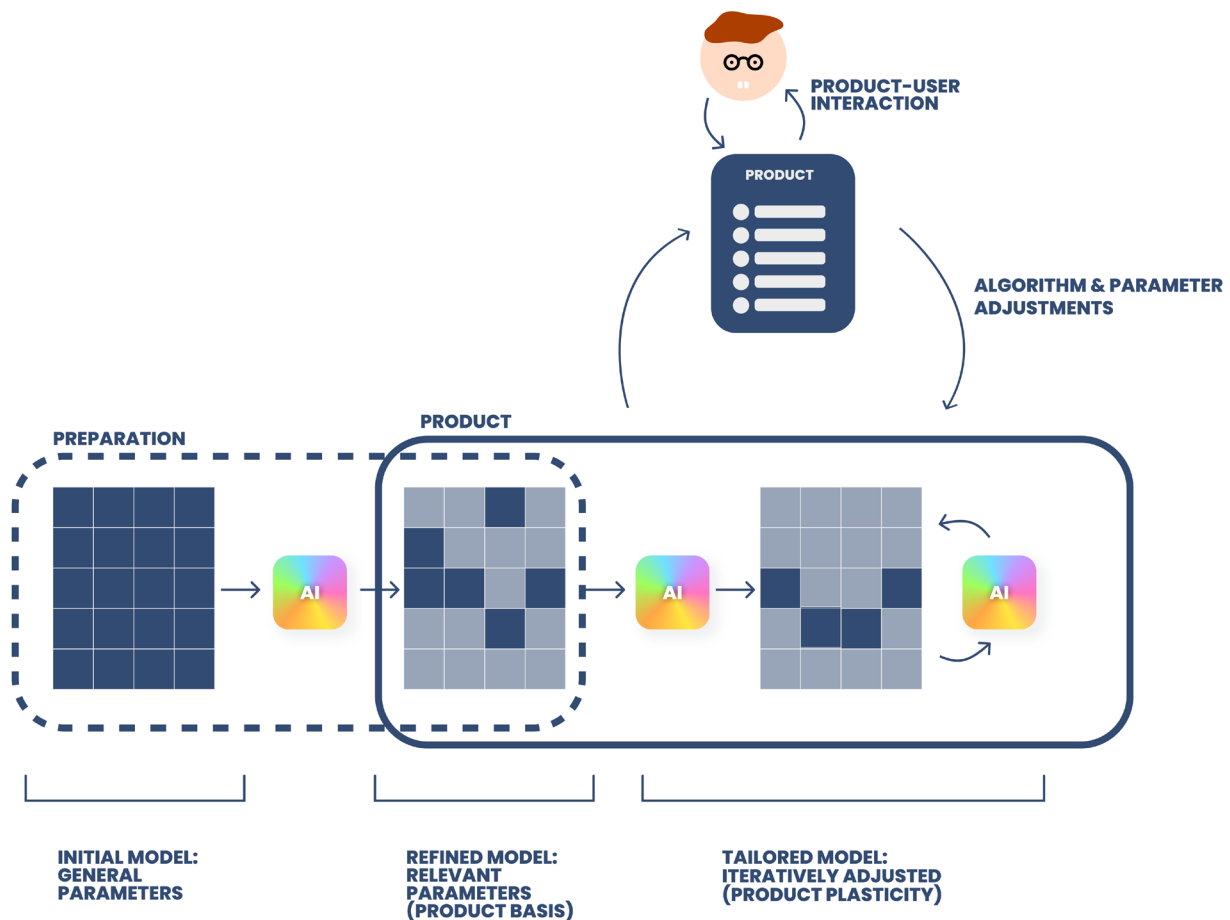 PRODUCT-USER
INTERACTION
PRODUCT
ALGORITHM & PARAMETER
ADJUSTMENTS
PREPARATION
PRODUCT
AI
AI
AI
INITIAL MODEL:
GENERAL
PARAMETERS
REFINED MODEL:
RELEVANT
PARAMETERS
(PRODUCT BASIS)
TAILORED MODEL:
ITERATIVELY ADJUSTED
(PRODUCT PLASTICITY)